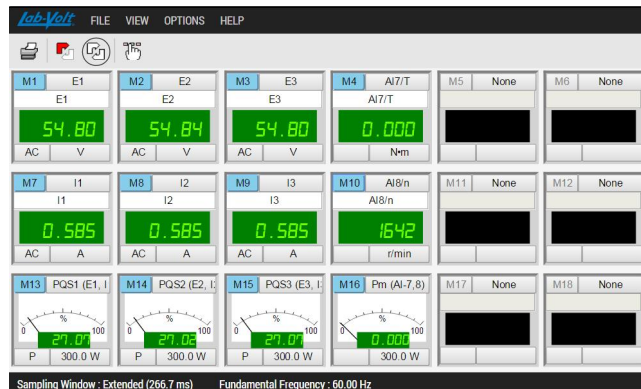 Lab-Volt FILE VIEW OPTIONS HELP
M1 E1 M2 E2 M3 E3 M4 AI7/T M5 None M6 None
E1 E2 E3 AI7/T
54.80 54.84 54.80 0.000
AC V AC V AC V N•m
M7 I1 M8 I2 M9 I3 M10 AI8/n M11 None M12 None
I1 I2 I3 AI8/n
0.585 0.585 0.585 1642
AC A AC A AC A r/min
M13 PQS1 (E1, I M14 PQS2 (E2, I M15 PQS3 (E3, I M16 Pm (AI-7,8) M17 None M18 None
% % % %
0 100 0 100 0 100 0 100
27.07 27.02 27.07 0.000
P 300.0 W P 300.0 W P 300.0 W 300.0 W
Sampling Window : Extended (266.7 ms) Fundamental Frequency : 60.00 Hz